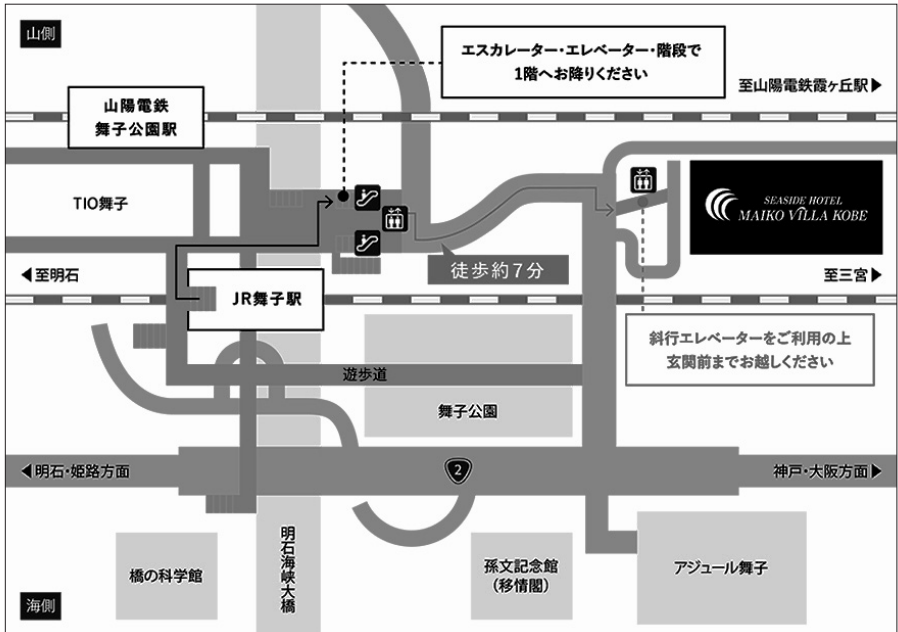 山側
エスカレーター・エレベーター・階段で
1階へお降りください
至山陽電鉄霞ヶ丘駅▶
山陽電鉄
舞子公園駅
TIO舞子
SEASIDE HOTEL
MAIKO VILLA KOBE
◀至明石
徒歩約7分
至三宮▶
JR舞子駅
斜行エレベーターをご利用の上
玄関前までお越しください
遊歩道
舞子公園
◀明石・姫路方面
2
神戸・大阪方面▶
明石海峡大橋
橋の科学館
孫文記念館
(移情閣)
アジュール舞子
海側